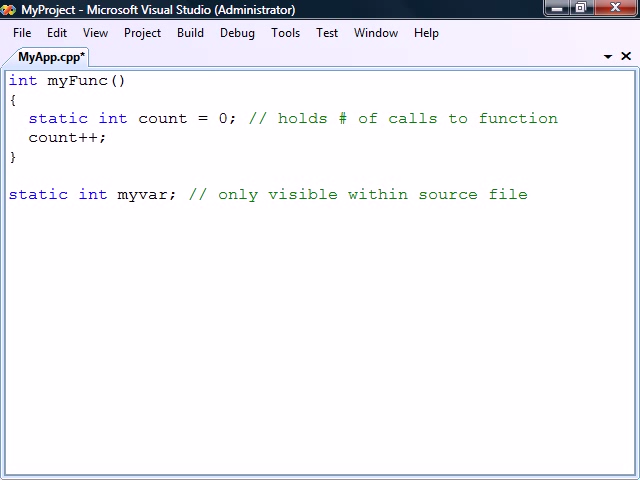 MyProject - Microsoft Visual Studio (Administrator)
File Edit View Project Build Debug Tools Test Window Help
MyApp.cpp*
int myFunc()
{
static int count = 0; // holds # of calls to function
count++;
}
static int myvar; // only visible within source file